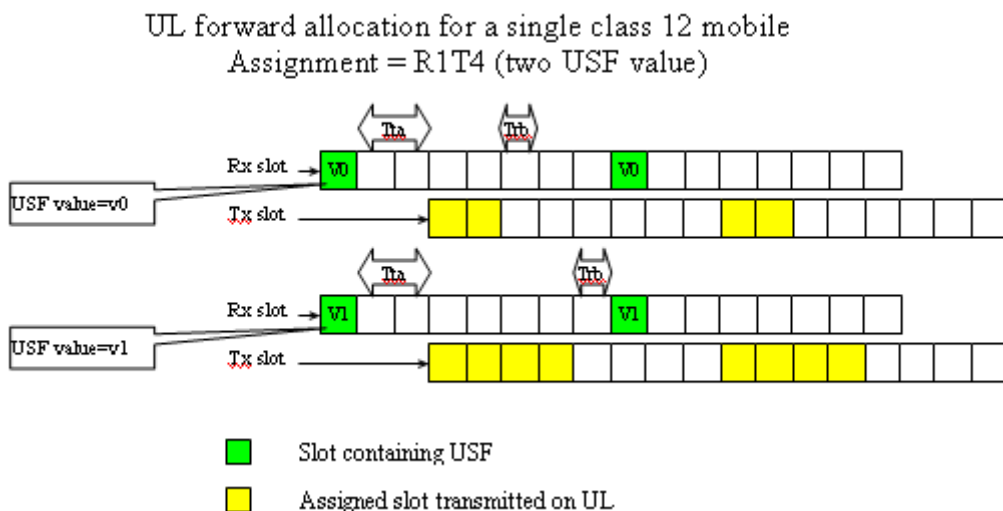 UL forward allocation for a single class 12 mobile
Assignment = R1T4 (two USF value)
Tta Trb
Rx slot V0 V0
USF value=v0
Tx slot
Tta Trb
Rx slot V1 V1
USF value=v1
Tx slot
Slot containing USF
Assigned slot transmitted on UL